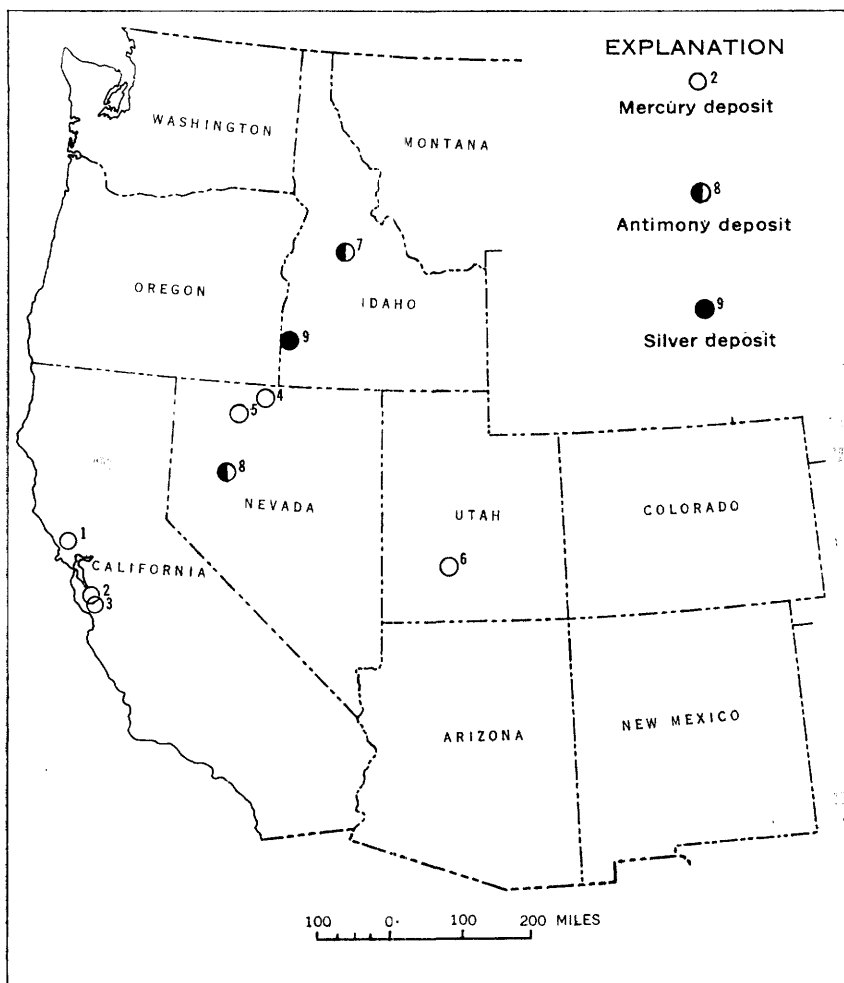 EXPLANATION
2
Mercury deposit
8
Antimony deposit
9
Silver deposit
WASHINGTON
MONTANA
7
OREGON
IDAHO
9
4
5
8
NEVADA
UTAH
COLORADO
1
CALIFORNIA
6
2
3
ARIZONA
NEW MEXICO
100 0 100 200 MILES